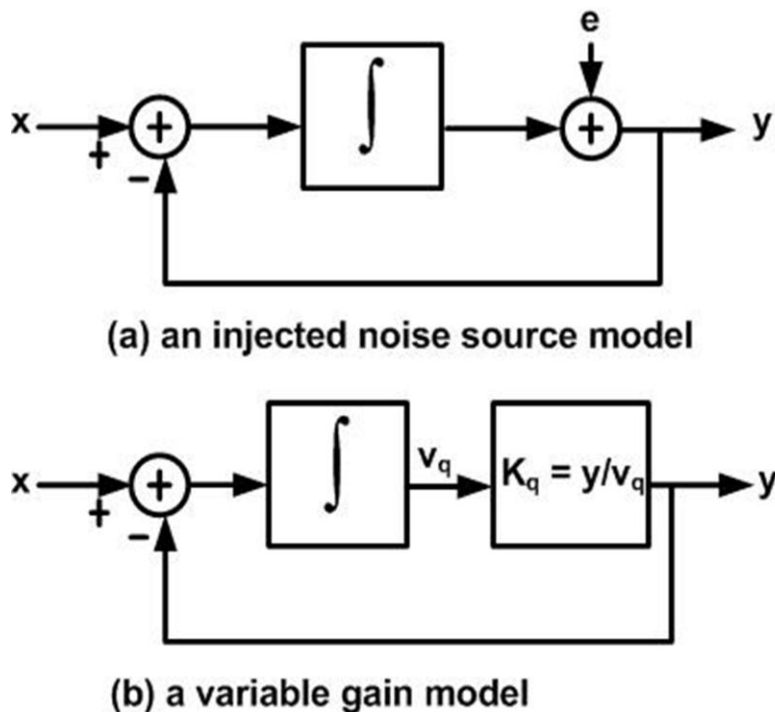 e
x + ∫ + y
+ -
(a) an injected noise source model
x + ∫ vq Kq = y/vq y
+ -
(b) a variable gain model